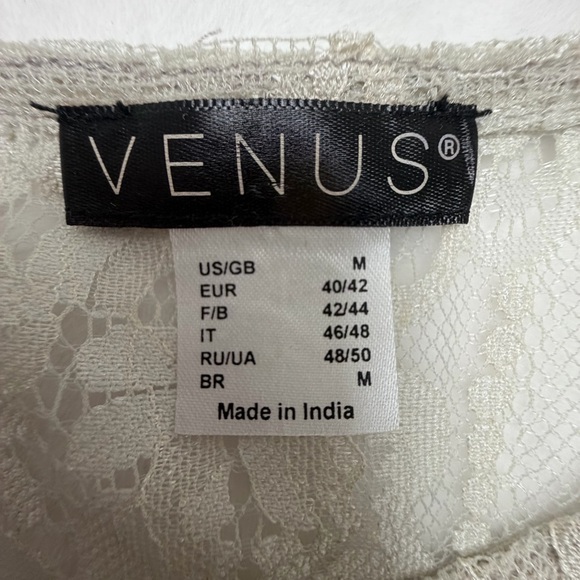 VENUS®
US/GB M
EUR 40/42
F/B 42/44
IT 46/48
RU/UA 48/50
BR M
Made in India